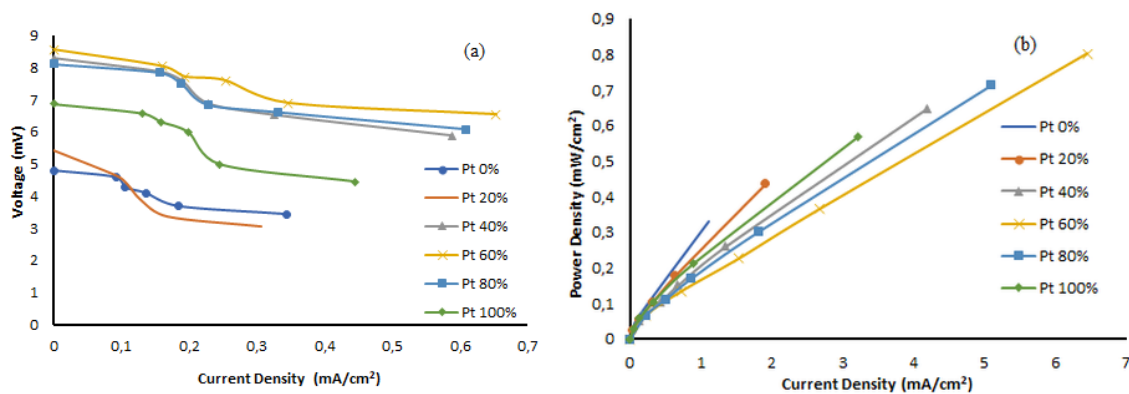 (a)
Voltage (mV)
9
8
7
6
5
4
3
2
1
0
0
0,1
0,2
0,3
0,4
0,5
0,6
0,7
Current Density (mA/cm²)
Pt 0%
Pt 20%
Pt 40%
Pt 60%
Pt 80%
Pt 100%
(b)
Power Density (mW/cm²)
0,9
0,8
0,7
0,6
0,5
0,4
0,3
0,2
0,1
0
0
1
2
3
4
5
6
7
Current Density (mA/cm²)
Pt 0%
Pt 20%
Pt 40%
Pt 60%
Pt 80%
Pt 100%